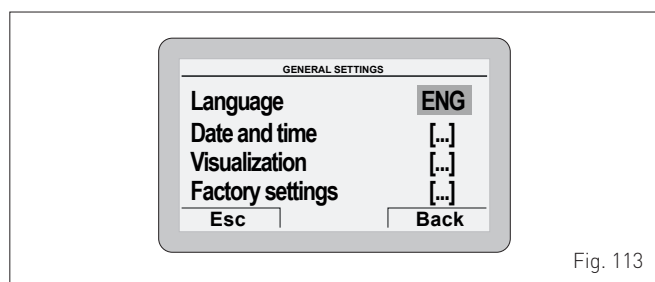 GENERAL SETTINGS
Language ENG
Date and time [...]
Visualization [...]
Factory settings [...]
Esc Back
Fig. 113